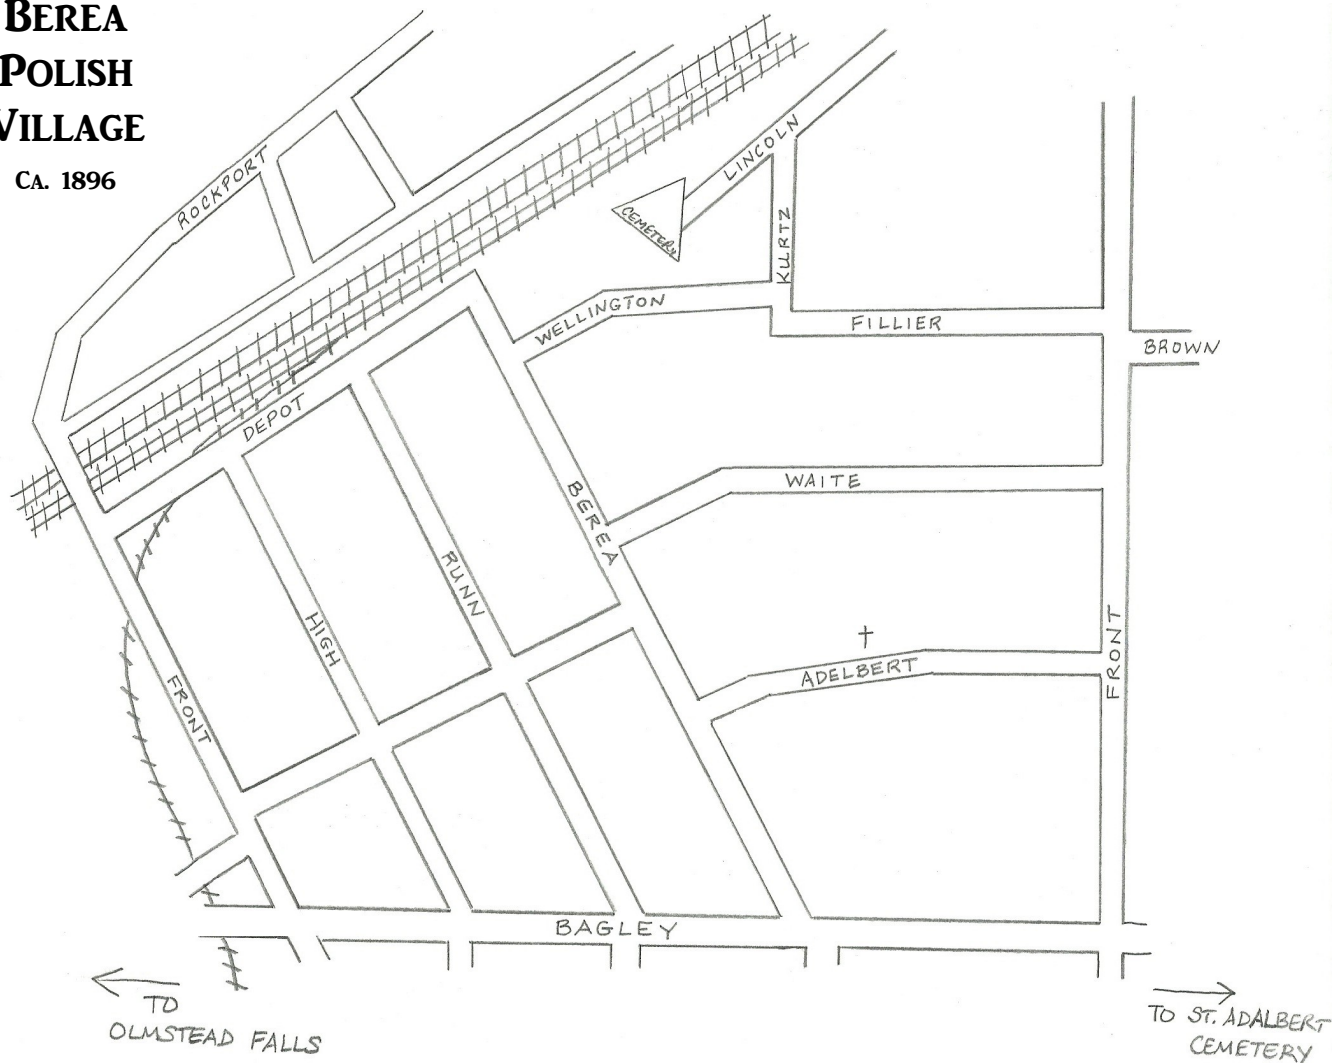 BEREA
POLISH
VILLAGE
CA. 1896
ROCKPORT
LINCOLN
CEMETERY
KURTZ
WELLINGTON
FILLIER
BROWN
DEPOT
WAITE
BEREA
RUNN
HIGH
FRONT
FRONT
ADELBERT
BAGLEY
TO
OLMSTEAD FALLS
TO ST. ADALBERT
CEMETERY